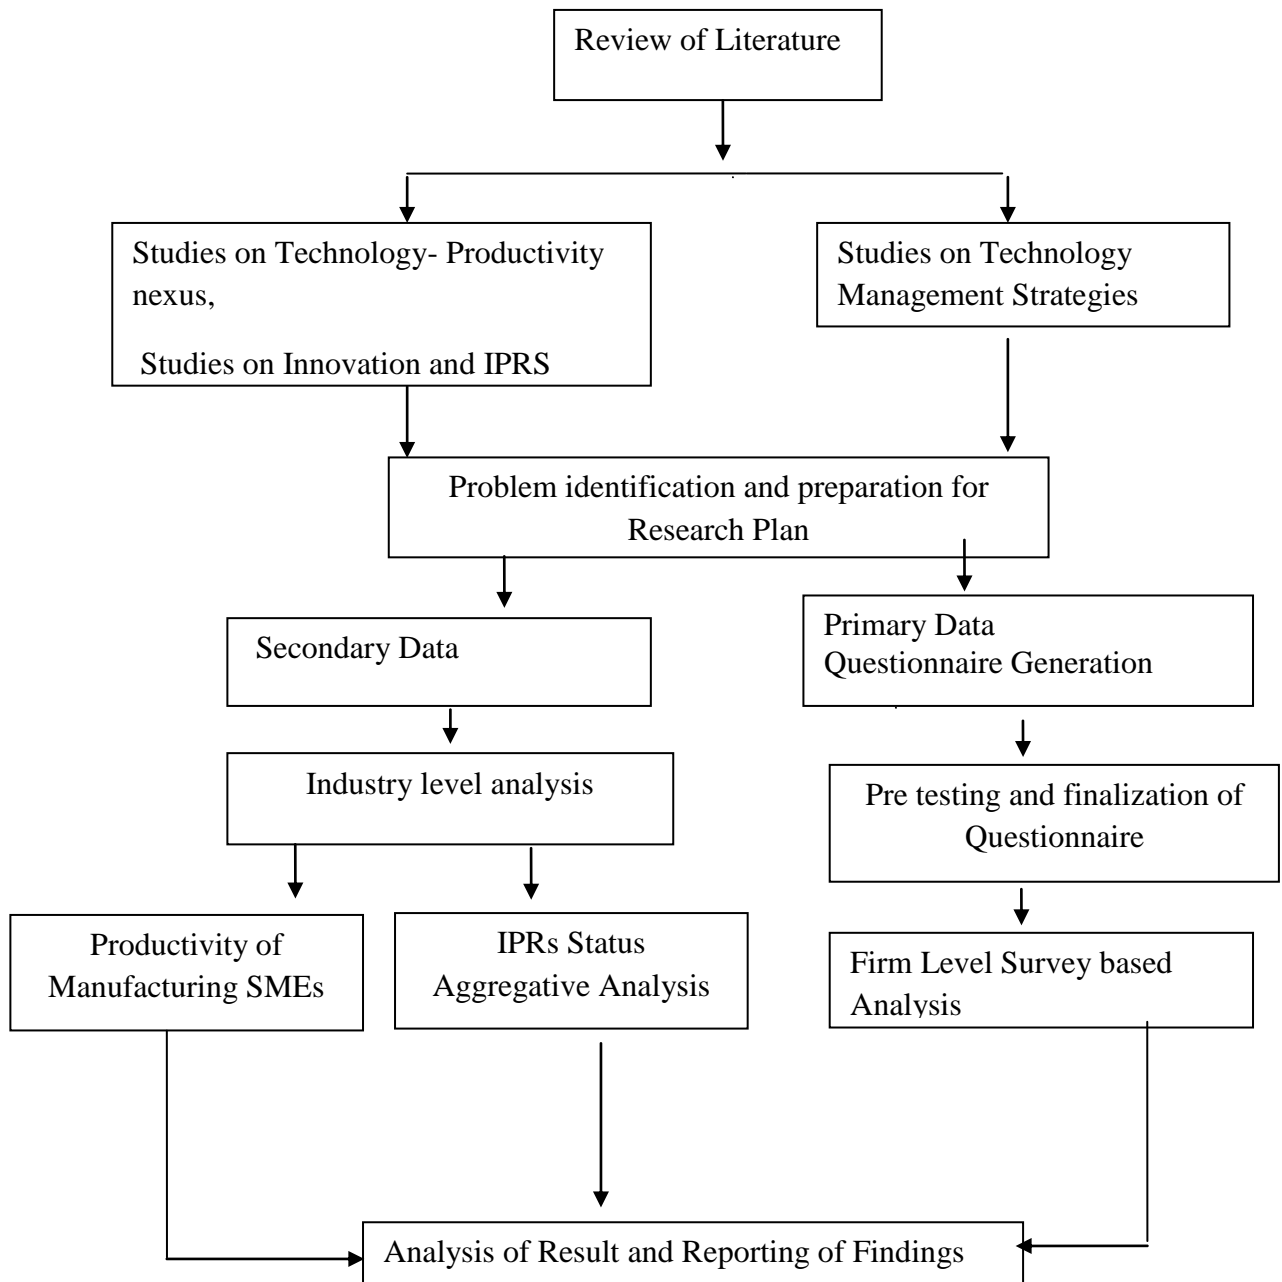 Review of Literature
Studies on Technology- Productivity
nexus,
Studies on Innovation and IPRS
Studies on Technology
Management Strategies
Problem identification and preparation for
Research Plan
Secondary Data
Primary Data
Questionnaire Generation
Industry level analysis
Pre testing and finalization of
Questionnaire
Productivity of
Manufacturing SMEs
IPRs Status
Aggregative Analysis
Firm Level Survey based
Analysis
Analysis of Result and Reporting of Findings